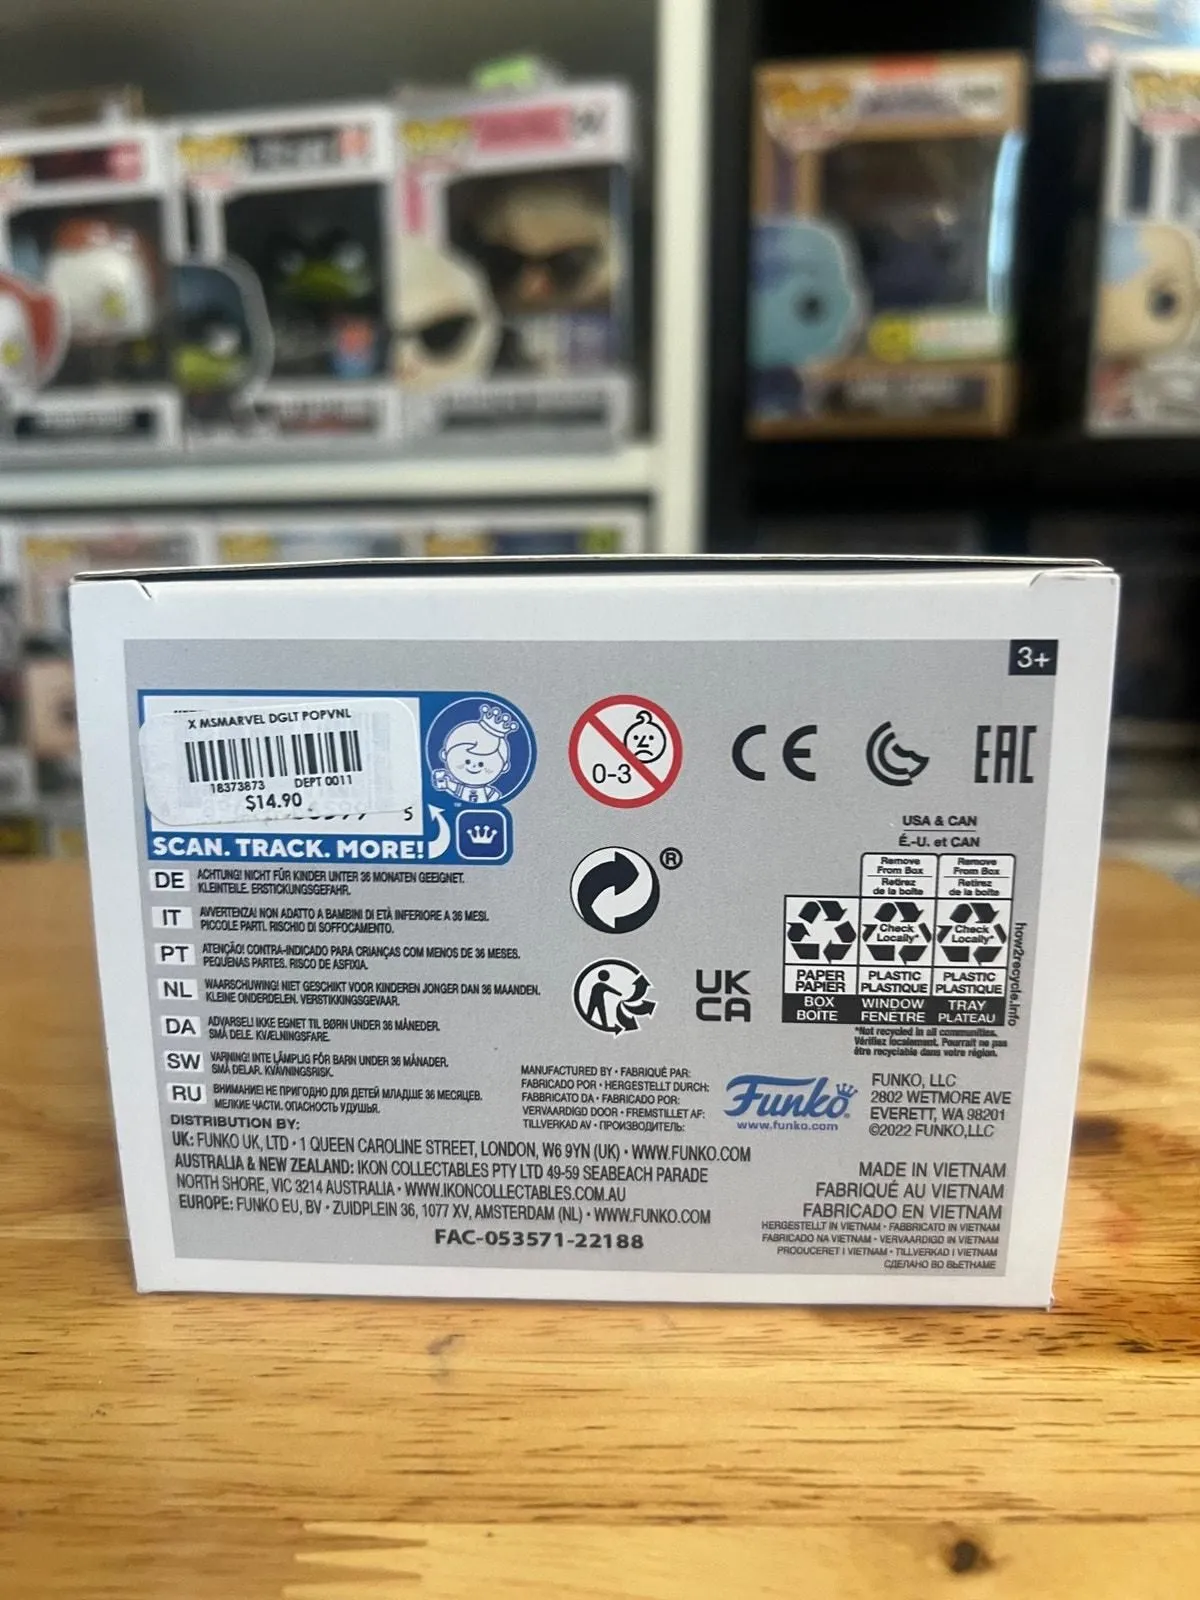 3+
X MSMARVEL DGLT POPVNL
18373873 DEPT 0011
$14.90
5
SCAN. TRACK. MORE!
™
0-3
CE
EAC
®
UK
CA
USA & CAN
É.-U. et CAN
Remove From Box
Retirez de la boîte
Remove From Box
Retirez de la boîte
Check Locally*
Check Locally*
PAPER PAPIER
PLASTIC PLASTIQUE
PLASTIC PLASTIQUE
BOX BOÎTE
WINDOW FENÊTRE
TRAY PLATEAU
how2recycle.info
*Not recycled in all communities.
Vérifiez localement. Pourrait ne pas
être recyclable dans votre région.
DE ACHTUNG! NICHT FÜR KINDER UNTER 36 MONATEN GEEIGNET.
KLEINTEILE. ERSTICKUNGSGEFAHR.
IT AVVERTENZA! NON ADATTO A BAMBINI DI ETÀ INFERIORE A 36 MESI.
PICCOLE PARTI. RISCHIO DI SOFFOCAMENTO.
PT ATENÇÃO! CONTRA-INDICADO PARA CRIANÇAS COM MENOS DE 36 MESES.
PEQUENAS PARTES. RISCO DE ASFIXIA.
NL WAARSCHUWING! NIET GESCHIKT VOOR KINDEREN JONGER DAN 36 MAANDEN.
KLEINE ONDERDELEN. VERSTIKKINGSGEVAAR.
DA ADVARSEL! IKKE EGNET TIL BØRN UNDER 36 MÅNEDER.
SMÅ DELE. KVÆLNINGSFARE.
SW VARNING! INTE LÄMPLIG FÖR BARN UNDER 36 MÅNADER.
SMÅ DELAR. KVÄVNINGSRISK.
RU ВНИМАНИЕ! НЕ ПРИГОДНО ДЛЯ ДЕТЕЙ МЛАДШЕ 36 МЕСЯЦЕВ.
МЕЛКИЕ ЧАСТИ. ОПАСНОСТЬ УДУШЬЯ.
MANUFACTURED BY • FABRIQUÉ PAR:
FABRICADO POR • HERGESTELLT DURCH:
FABBRICATO DA • FABRICADO POR:
VERVAARDIGD DOOR • FREMSTILLET AF:
TILLVERKAD AV • ПРОИЗВОДИТЕЛЬ:
Funko®
www.funko.com
FUNKO, LLC
2802 WETMORE AVE
EVERETT, WA 98201
©2022 FUNKO,LLC
DISTRIBUTION BY:
UK: FUNKO UK, LTD • 1 QUEEN CAROLINE STREET, LONDON, W6 9YN (UK) • WWW.FUNKO.COM
AUSTRALIA & NEW ZEALAND: IKON COLLECTABLES PTY LTD 49-59 SEABEACH PARADE
NORTH SHORE, VIC 3214 AUSTRALIA • WWW.IKONCOLLECTABLES.COM.AU
EUROPE: FUNKO EU, BV • ZUIDPLEIN 36, 1077 XV, AMSTERDAM (NL) • WWW.FUNKO.COM
FAC-053571-22188
MADE IN VIETNAM
FABRIQUÉ AU VIETNAM
FABRICADO EN VIETNAM
HERGESTELLT IN VIETNAM • FABBRICATO IN VIETNAM
FABRICADO NA VIETNAM • VERVAARDIGD IN VIETNAM
PRODUCERET I VIETNAM • TILLVERKAD I VIETNAM
СДЕЛАНО ВО ВЬЕТНАМЕ